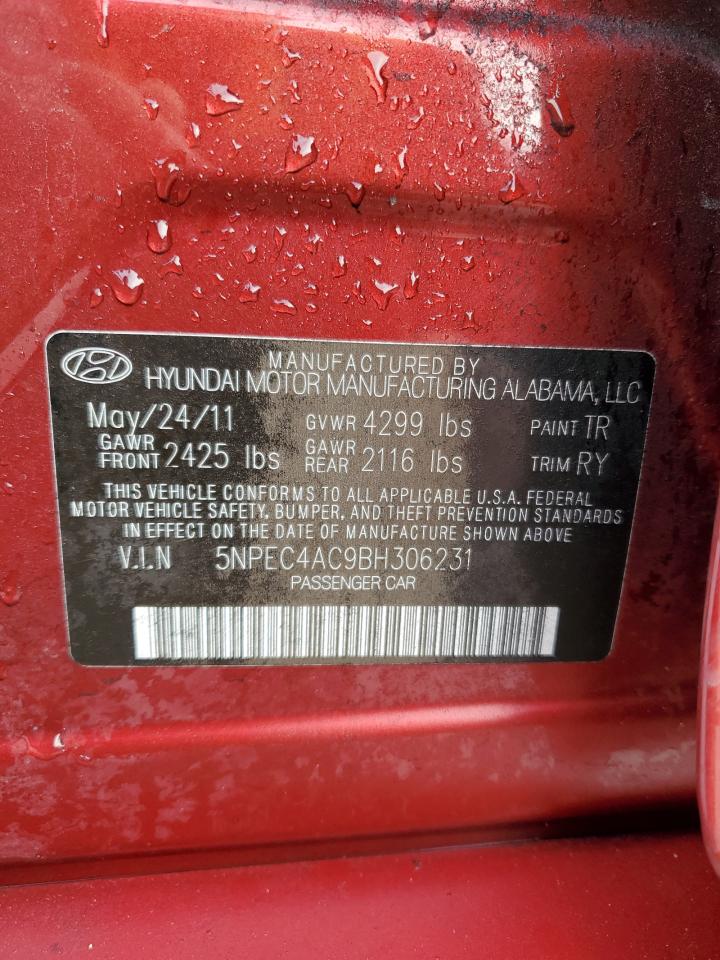 MANUFACTURED BY
HYUNDAI MOTOR MANUFACTURING ALABAMA, LLC
May/24/11 GVWR 4299 lbs PAINT TR
GAWR FRONT 2425 lbs GAWR REAR 2116 lbs TRIM RY
THIS VEHICLE CONFORMS TO ALL APPLICABLE U.S.A. FEDERAL
MOTOR VEHICLE SAFETY, BUMPER, AND THEFT PREVENTION STANDARDS
IN EFFECT ON THE DATE OF MANUFACTURE SHOWN ABOVE
V.I.N 5NPEC4AC9BH306231
PASSENGER CAR